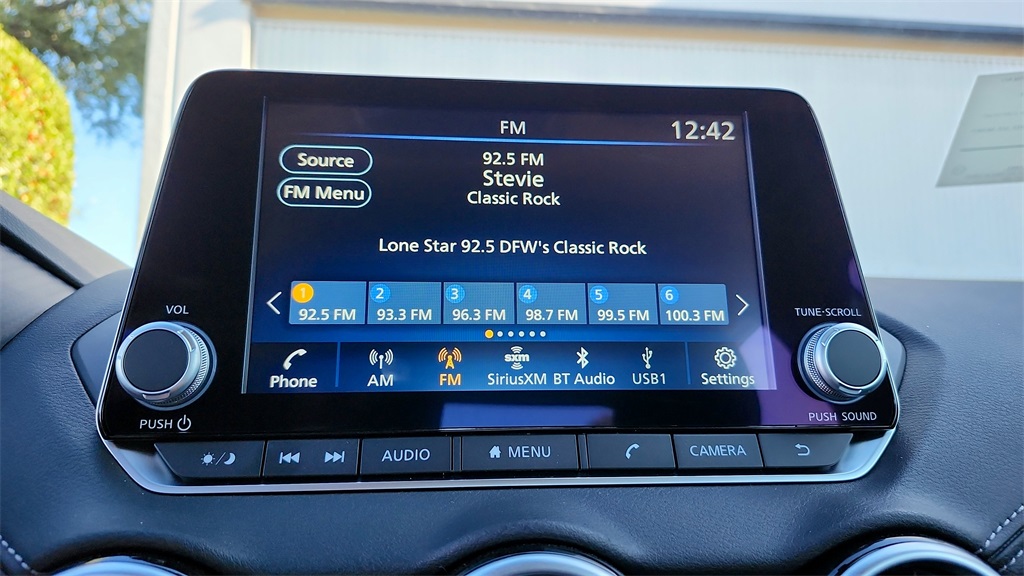 FM
12:42
Source
92.5 FM
Stevie
FM Menu
Classic Rock
Lone Star 92.5 DFW's Classic Rock
1 2 3 4 5 6
92.5 FM 93.3 FM 96.3 FM 98.7 FM 99.5 FM 100.3 FM
VOL
TUNE·SCROLL
sxm
Phone AM FM SiriusXM BT Audio USB1 Settings
PUSH
PUSH SOUND
AUDIO MENU CAMERA